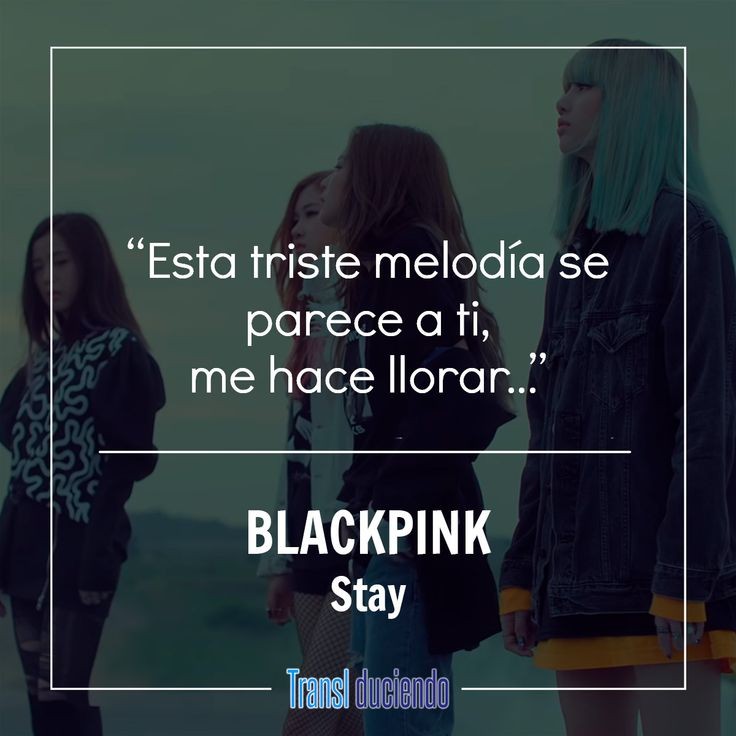 “Esta triste melodía se
parece a ti,
me hace llorar...”
BLACKPINK
Stay
Transl duciendo